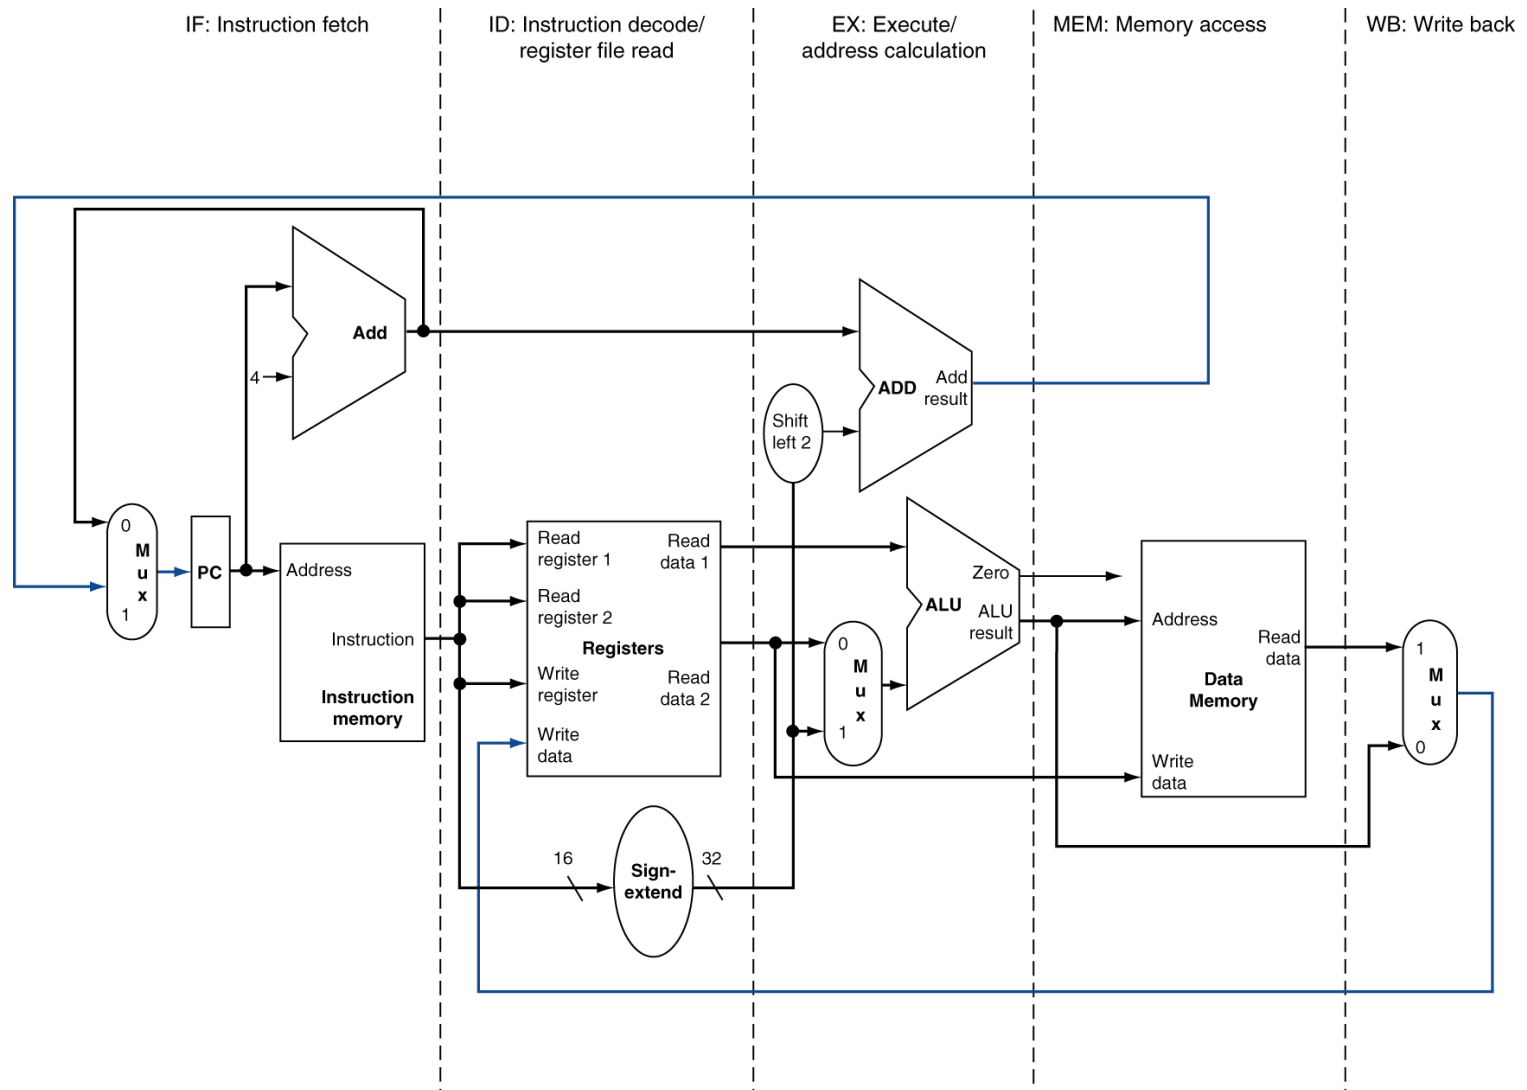 IF: Instruction fetch
ID: Instruction decode/
register file read
EX: Execute/
address calculation
MEM: Memory access
WB: Write back
Add
4
Shift
left 2
ADD
Add
result
0
M
u
x
1
PC
Address
Instruction
Instruction
memory
Read
register 1
Read
register 2
Write
register
Write
data
Registers
Read
data 1
Read
data 2
16
Sign-
extend
32
0
M
u
x
1
Zero
ALU
ALU
result
Address
Read
data
Data
Memory
Write
data
1
M
u
x
0